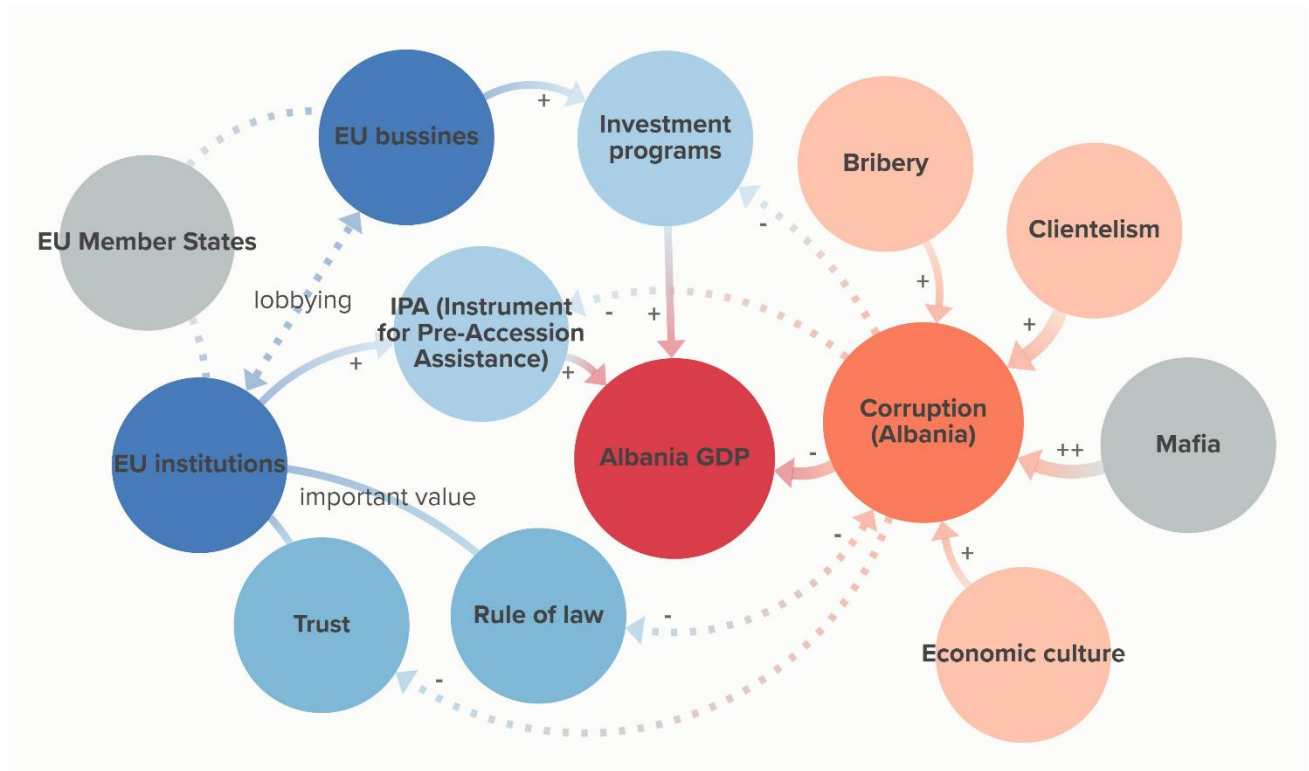 EU bussines
+
Investment
programs
Bribery
Clientelism
EU Member States
-
lobbying
IPA (Instrument
for Pre-Accession
Assistance)
-
+
+
+
+
+
Corruption
(Albania)
Mafia
++
EU institutions
Albania GDP
-
important value
-
+
Trust
Rule of law
-
Economic culture
-